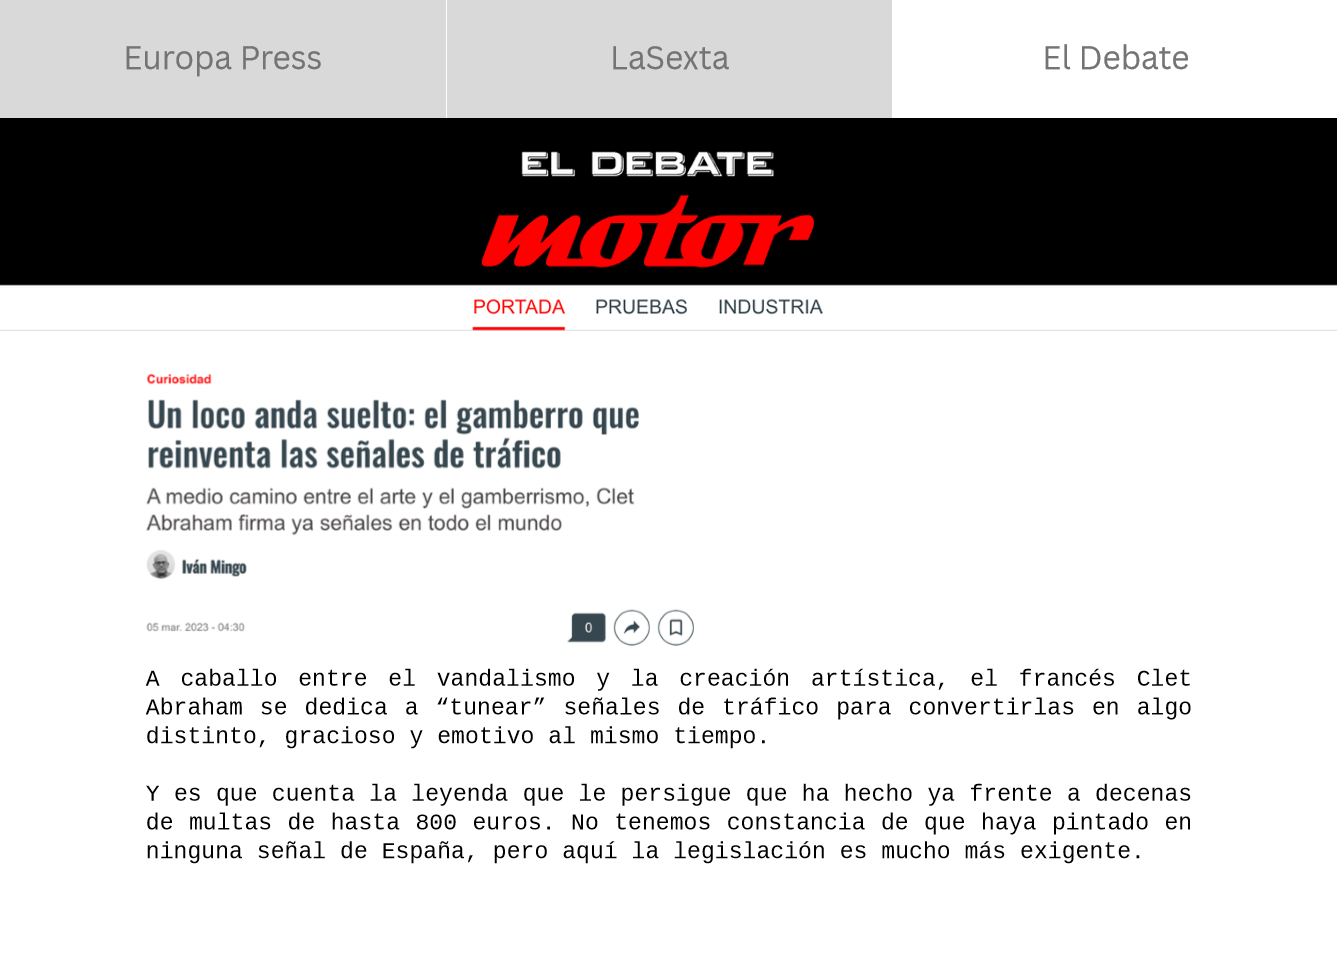 Europa Press
LaSexta
El Debate
EL DEBATE
motor
PORTADA
PRUEBAS
INDUSTRIA
Curiosidad
Un loco anda suelto: el gamberro que
reinventa las señales de tráfico
A medio camino entre el arte y el gamberrismo, Clet
Abraham firma ya señales en todo el mundo
Iván Mingo
05 mar. 2023 - 04:30
0
A caballo entre el vandalismo y la creación artística, el francés Clet
Abraham se dedica a “tunear” señales de tráfico para convertirlas en algo
distinto, gracioso y emotivo al mismo tiempo.
Y es que cuenta la leyenda que le persigue que ha hecho ya frente a decenas
de multas de hasta 800 euros. No tenemos constancia de que haya pintado en
ninguna señal de España, pero aquí la legislación es mucho más exigente.